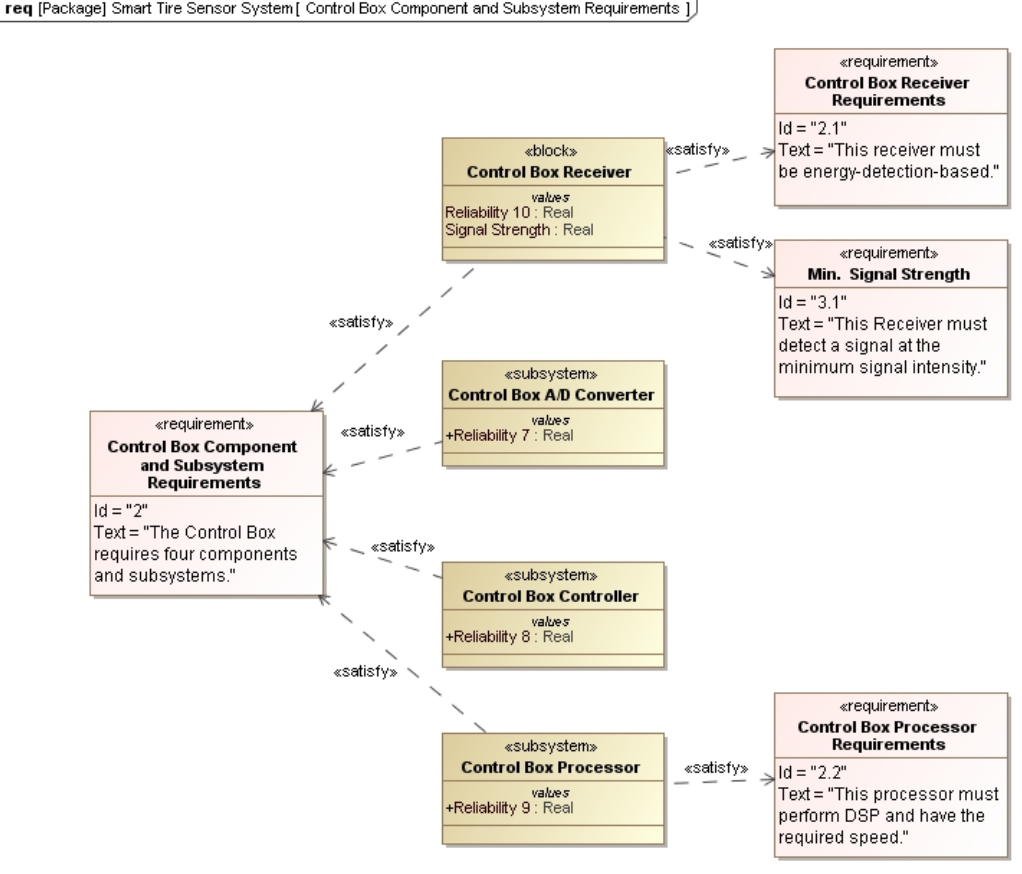 req [Package] Smart Tire Sensor System[ Control Box Component and Subsystem Requirements ]
«requirement»
Control Box Receiver
Requirements
Id = "2.1"
Text = "This receiver must
be energy-detection-based."
«block»
Control Box Receiver
values
Reliability 10 : Real
Signal Strength : Real
«satisfy»
«satisfy»
«requirement»
Min.  Signal Strength
Id = "3.1"
Text = "This Receiver must
detect a signal at the
minimum signal intensity."
«satisfy»
«subsystem»
Control Box A/D Converter
values
+Reliability 7 : Real
«satisfy»
«requirement»
Control Box Component
and Subsystem
Requirements
Id = "2"
Text = "The Control Box
requires four components
and subsystems."
«satisfy»
«subsystem»
Control Box Controller
values
+Reliability 8 : Real
«satisfy»
«subsystem»
Control Box Processor
values
+Reliability 9 : Real
«satisfy»
«requirement»
Control Box Processor
Requirements
Id = "2.2"
Text = "This processor must
perform DSP and have the
required speed."